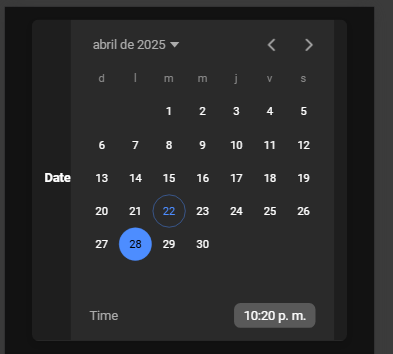 abril de 2025
d l m m j v s
1 2 3 4 5
6 7 8 9 10 11 12
Date 13 14 15 16 17 18 19
20 21 22 23 24 25 26
27 28 29 30
Time 10:20 p. m.